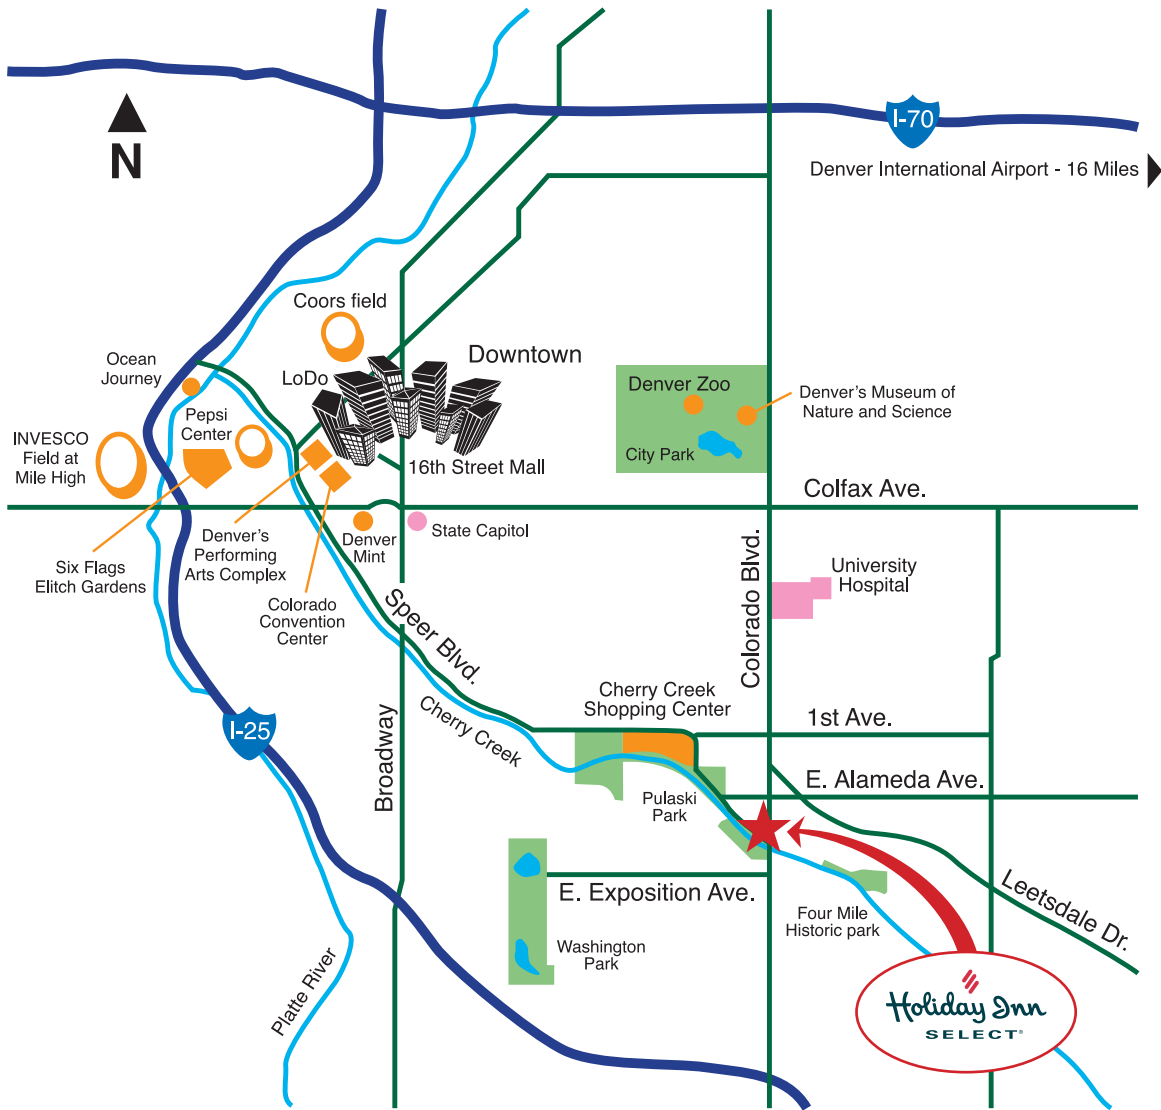 I-70
N
Denver International Airport - 16 Miles
Coors field
Ocean
Journey
LoDo
Downtown
Denver Zoo
Denver's Museum of
Nature and Science
City Park
Pepsi
Center
INVESCO
Field at
Mile High
16th Street Mall
Colfax Ave.
Denver's
Performing
Arts Complex
Denver
Mint
State Capitol
Six Flags
Elitch Gardens
Colorado
Convention
Center
University
Hospital
Speer Blvd.
Colorado Blvd.
Cherry Creek
Shopping Center
1st Ave.
Cherry Creek
I-25
Broadway
E. Alameda Ave.
Pulaski
Park
E. Exposition Ave.
Leetsdale Dr.
Four Mile
Historic park
Washington
Park
Platte River
Holiday Inn
SELECT®